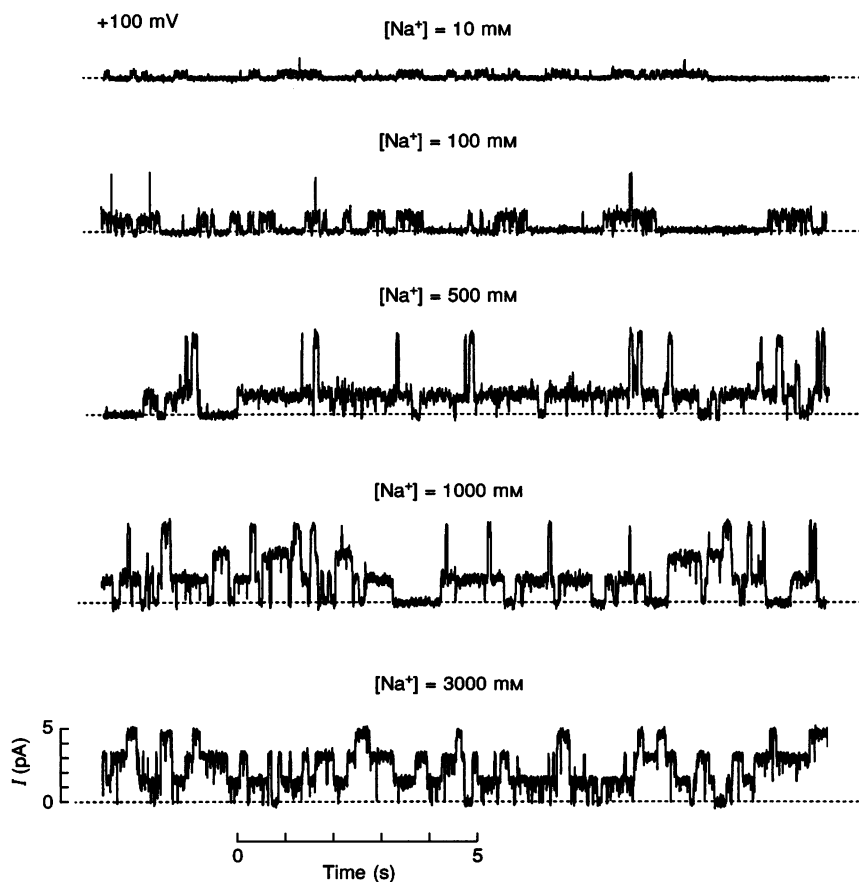 +100 mV
[Na⁺] = 10 mM
[Na⁺] = 100 mM
[Na⁺] = 500 mM
[Na⁺] = 1000 mM
[Na⁺] = 3000 mM
5
I (pA)
0
0 5
Time (s)